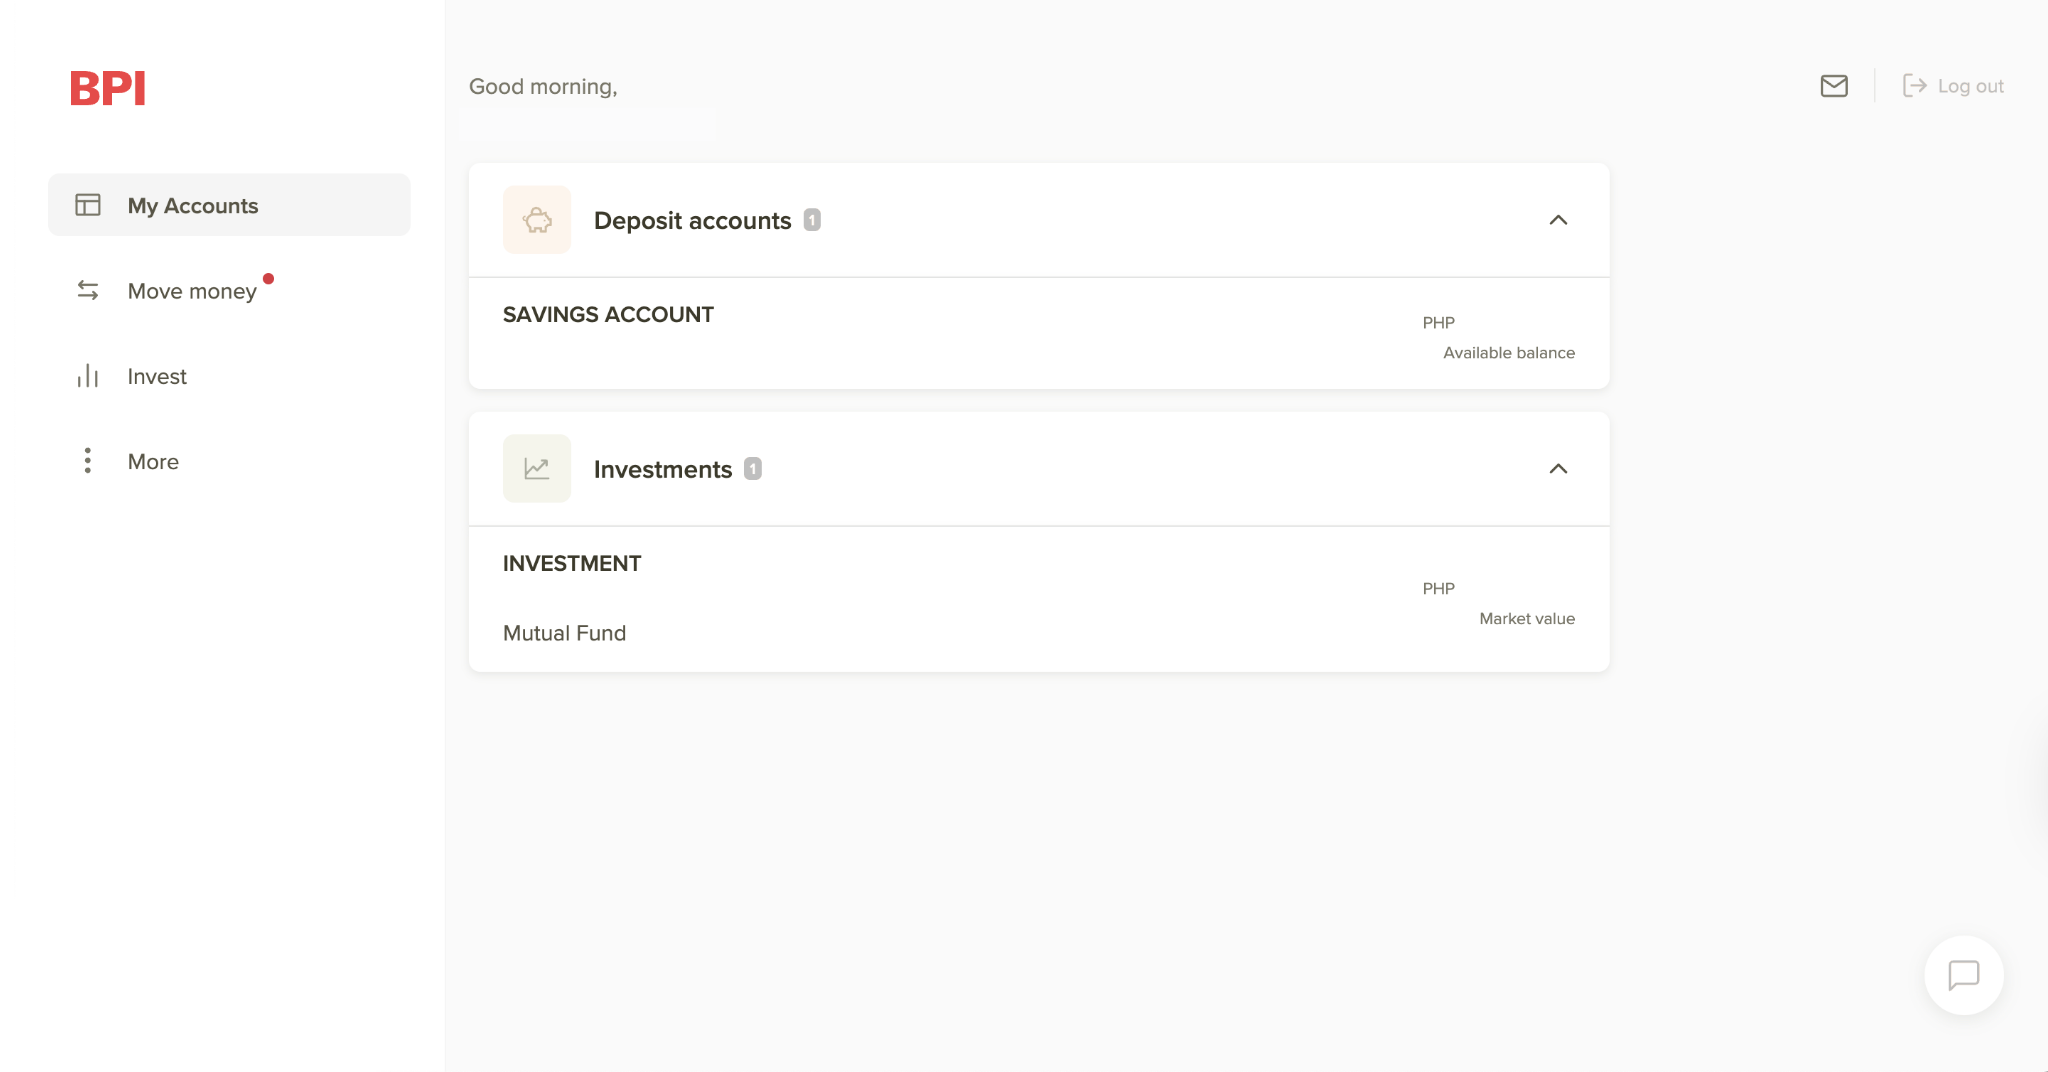 BPI
My Accounts
Move money
Invest
More
Good morning,
Log out
Deposit accounts 1
SAVINGS ACCOUNT
PHP
Available balance
Investments 1
INVESTMENT
PHP
Market value
Mutual Fund